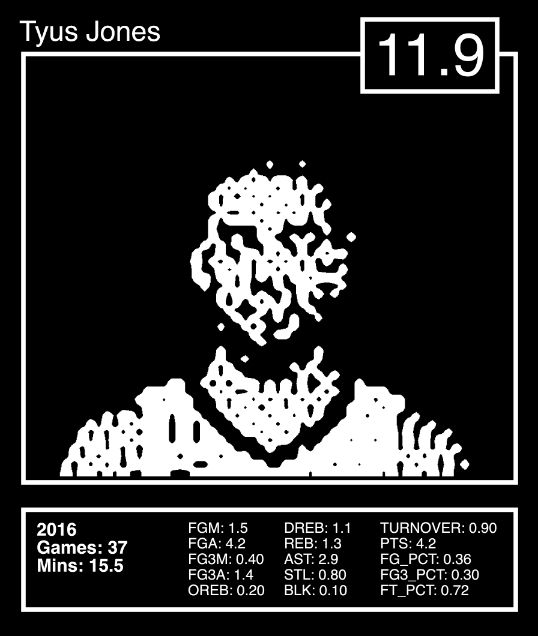 Tyus Jones
11.9
2016
Games: 37
Mins: 15.5
FGM: 1.5
FGA: 4.2
FG3M: 0.40
FG3A: 1.4
OREB: 0.20
DREB: 1.1
REB: 1.3
AST: 2.9
STL: 0.80
BLK: 0.10
TURNOVER: 0.90
PTS: 4.2
FG_PCT: 0.36
FG3_PCT: 0.30
FT_PCT: 0.72